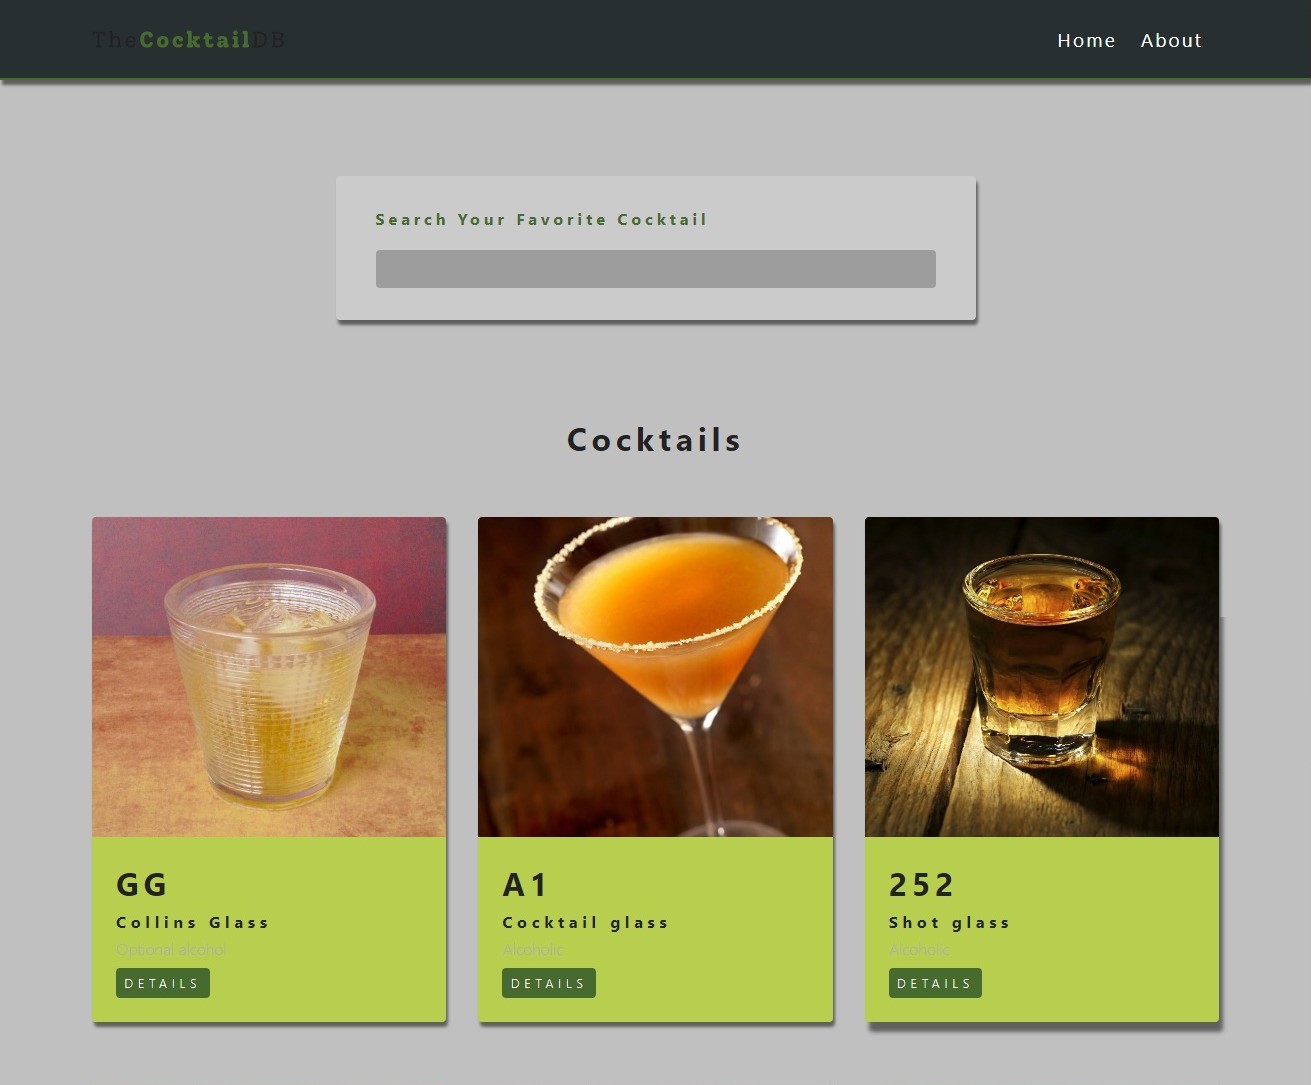 TheCocktailDB
Home About
Search Your Favorite Cocktail
Cocktails
GG
Collins Glass
Optional alcohol
DETAILS
A1
Cocktail glass
Alcoholic
DETAILS
252
Shot glass
Alcoholic
DETAILS